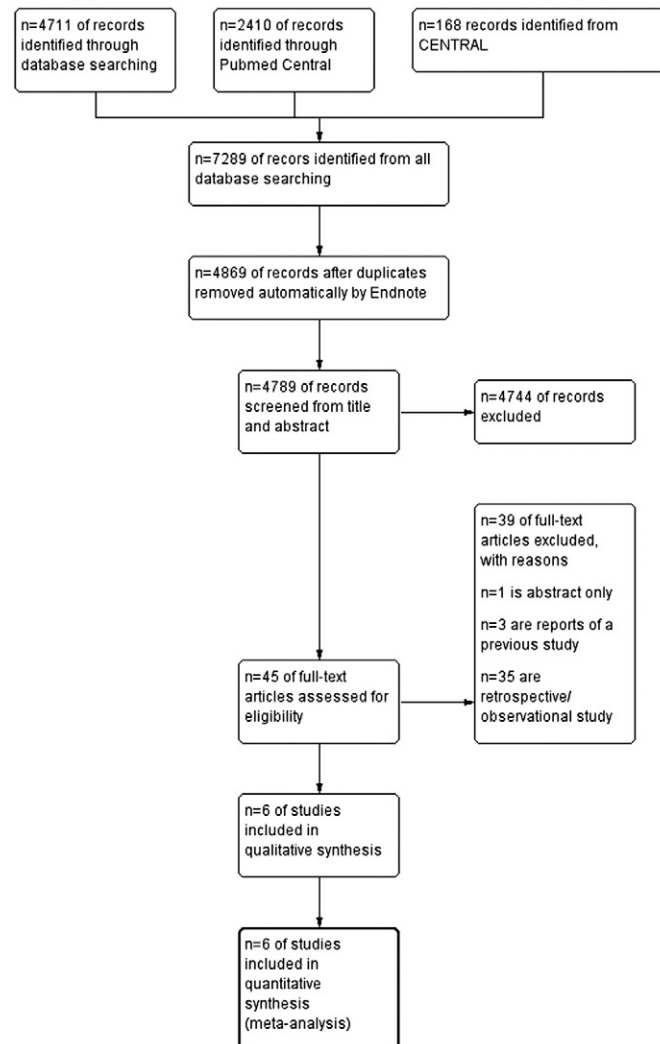 n=4711 of records
identified through
database searching
n=2410 of records
identified through
Pubmed Central
n=168 records identified from
CENTRAL
n=7289 of recors identified from all
database searching
n=4869 of records after duplicates
removed automatically by Endnote
n=4789 of records
screened from title
and abstract
n=4744 of records
excluded
n=39 of full-text
articles excluded,
with reasons
n=1 is abstract only
n=3 are reports of a
previous study
n=35 are
retrospective/
observational study
n=45 of full-text
articles assessed for
eligibility
n=6 of studies
included in
qualitative synthesis
n=6 of studies
included in
quantitative
synthesis
(meta-analysis)